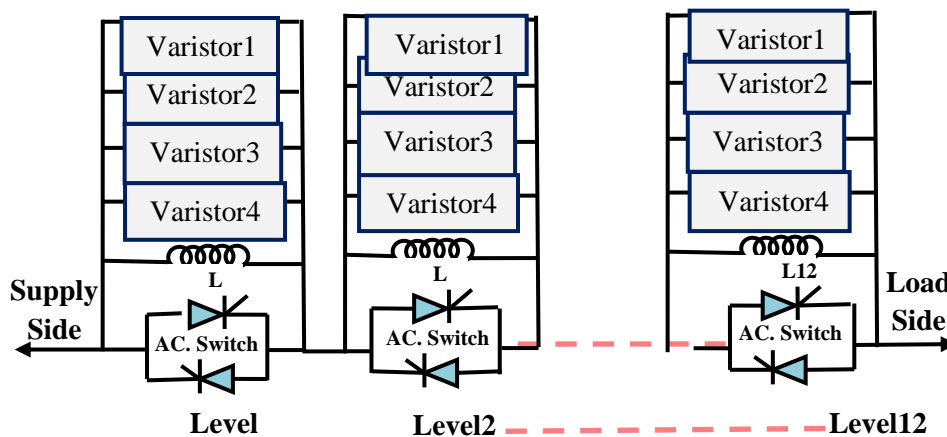 Varistor1
Varistor2
Varistor3
Varistor4
L
AC. Switch
Varistor1
Varistor2
Varistor3
Varistor4
L
AC. Switch
Varistor1
Varistor2
Varistor3
Varistor4
L12
AC. Switch
Supply
Side
Load
Side
Level
Level2
Level12